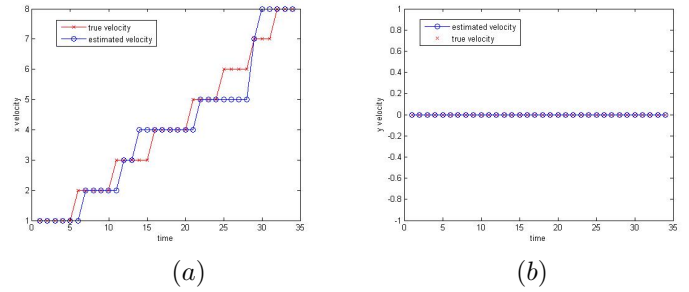 8
7
6
5
4
3
2
1
0 5 10 15 20 25 30 35
x velocity
time
true velocity
estimated velocity
(a)
1
0.8
0.6
0.4
0.2
0
-0.2
-0.4
-0.6
-0.8
-1
0 5 10 15 20 25 30 35
y velocity
time
estimated velocity
true velocity
(b)